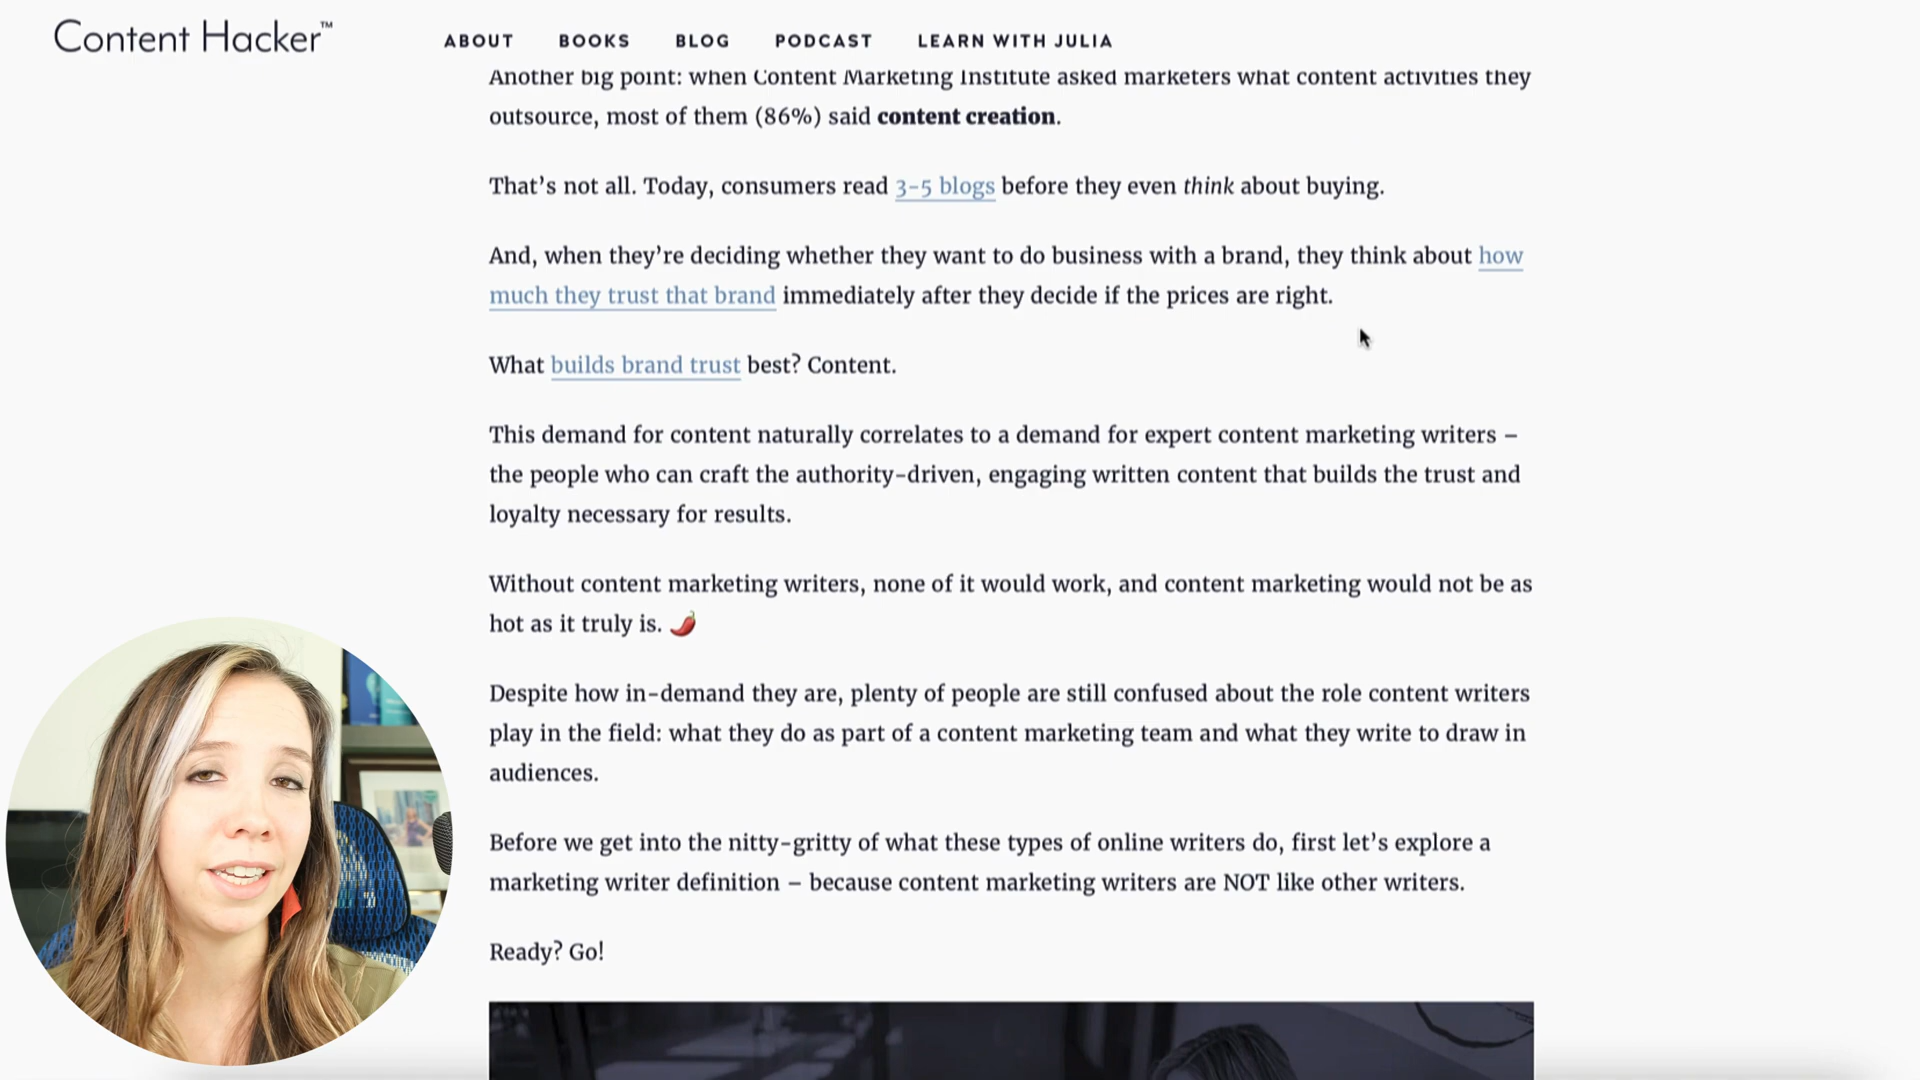 Content Hacker™
ABOUT BOOKS BLOG PODCAST LEARN WITH JULIA
Another big point: when Content Marketing Institute asked marketers what content activities they
outsource, most of them (86%) said content creation.
That’s not all. Today, consumers read 3-5 blogs before they even think about buying.
And, when they’re deciding whether they want to do business with a brand, they think about how
much they trust that brand immediately after they decide if the prices are right.
What builds brand trust best? Content.
This demand for content naturally correlates to a demand for expert content marketing writers –
the people who can craft the authority-driven, engaging written content that builds the trust and
loyalty necessary for results.
Without content marketing writers, none of it would work, and content marketing would not be as
hot as it truly is. 🌶️
Despite how in-demand they are, plenty of people are still confused about the role content writers
play in the field: what they do as part of a content marketing team and what they write to draw in
audiences.
Before we get into the nitty-gritty of what these types of online writers do, first let’s explore a
marketing writer definition – because content marketing writers are NOT like other writers.
Ready? Go!